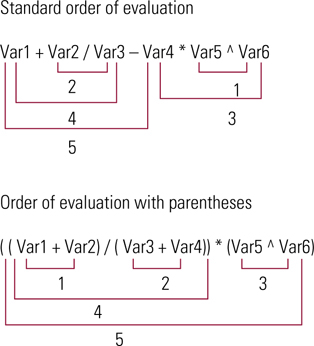 Standard order of evaluation
Var1 + Var2 / Var3 – Var4 * Var5 ^ Var6
2
1
4
3
5
Order of evaluation with parentheses
( ( Var1 + Var2) / ( Var3 + Var4)) * (Var5 ^ Var6)
1
2
3
4
5